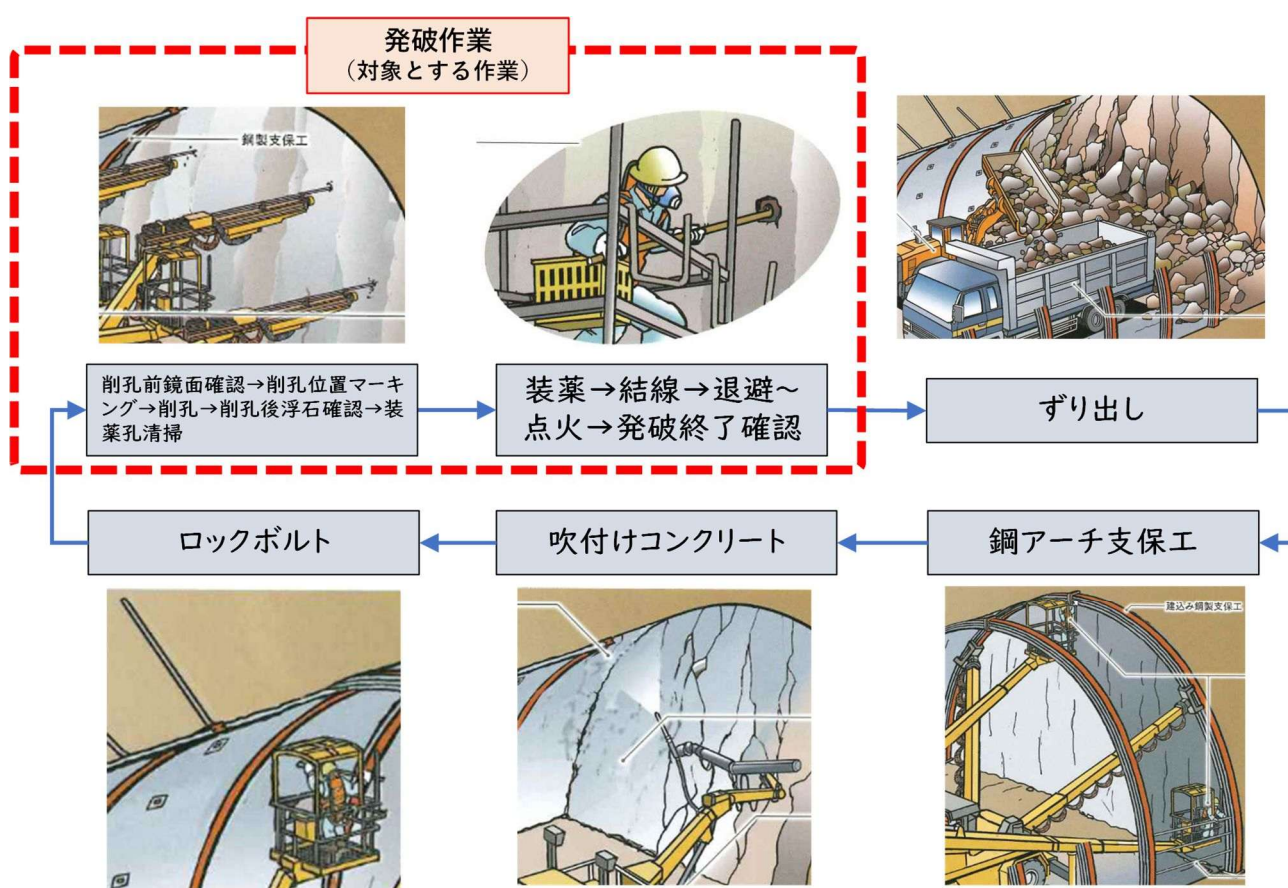 発破作業
（対象とする作業）
鋼製支保工
削孔前鏡面確認→削孔位置マーキ
ング→削孔→削孔後浮石確認→装
薬孔清掃
装薬→結線→退避～
点火→発破終了確認
ずり出し
ロックボルト
吹付けコンクリート
鋼アーチ支保工
建込み鋼製支保工